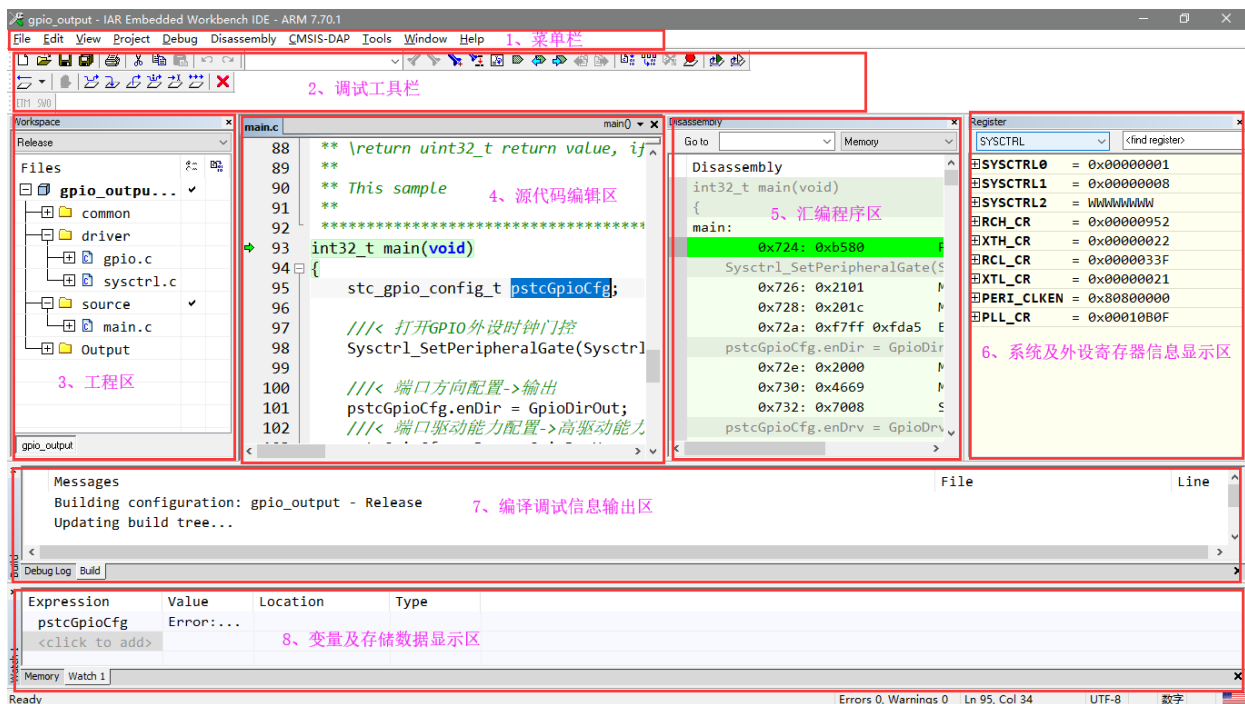 gpio_output - IAR Embedded Workbench IDE - ARM 7.70.1
File Edit View Project Debug Disassembly CMSIS-DAP Tools Window Help
1、菜单栏
2、调试工具栏
ETM SWO
Workspace
Release
Files
gpio_outpu...
common
driver
gpio.c
sysctrl.c
source
main.c
Output
3、工程区
gpio_output
main.c
main()
88 ** \return uint32_t return value, if
89 **
90 ** This sample
91 **
92 ************************************
93 int32_t main(void)
94 {
95 stc_gpio_config_t pstcGpioCfg;
96
97 ///< 打开GPIO外设时钟门控
98 Sysctrl_SetPeripheralGate(Sysctrl
99
100 ///< 端口方向配置->输出
101 pstcGpioCfg.enDir = GpioDirOut;
102 ///< 端口驱动能力配置->高驱动能力
4、源代码编辑区
Disassembly
Go to Memory
Disassembly
int32_t main(void)
{
main:
0x724: 0xb580
Sysctrl_SetPeripheralGate(S
0x726: 0x2101
0x728: 0x201c
0x72a: 0xf7ff 0xfda5
pstcGpioCfg.enDir = GpioDir
0x72e: 0x2000
0x730: 0x4669
0x732: 0x7008
pstcGpioCfg.enDrv = GpioDrv
5、汇编程序区
Register
SYSCTRL <find register>
SYSCTRL0 = 0x00000001
SYSCTRL1 = 0x00000008
SYSCTRL2 = WWWWWWWW
RCH_CR = 0x00000952
XTH_CR = 0x00000022
RCL_CR = 0x0000033F
XTL_CR = 0x00000021
PERI_CLKEN = 0x80800000
PLL_CR = 0x00010B0F
6、系统及外设寄存器信息显示区
Messages File Line
Building configuration: gpio_output - Release
Updating build tree...
7、编译调试信息输出区
Build
Debug Log Build
Expression Value Location Type
pstcGpioCfg Error:...
<click to add>
8、变量及存储数据显示区
Watch 1
Memory Watch 1
Ready Errors 0, Warnings 0 Ln 95, Col 34 UTF-8 数字